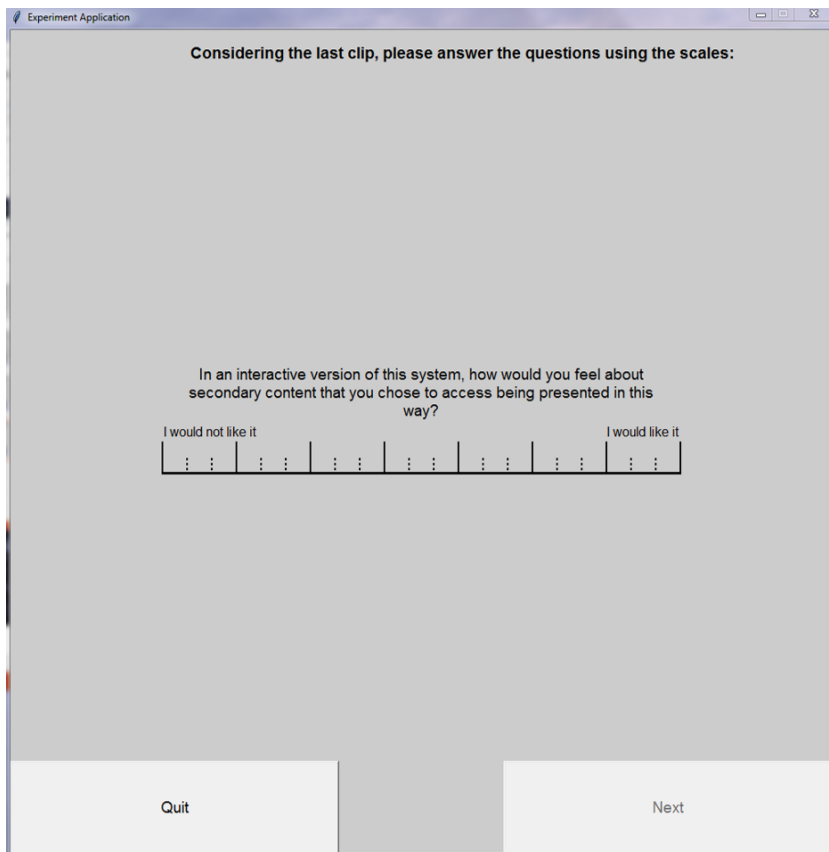 Experiment Application
Considering the last clip, please answer the questions using the scales:
In an interactive version of this system, how would you feel about
secondary content that you chose to access being presented in this
way?
I would not like it
I would like it
Quit
Next